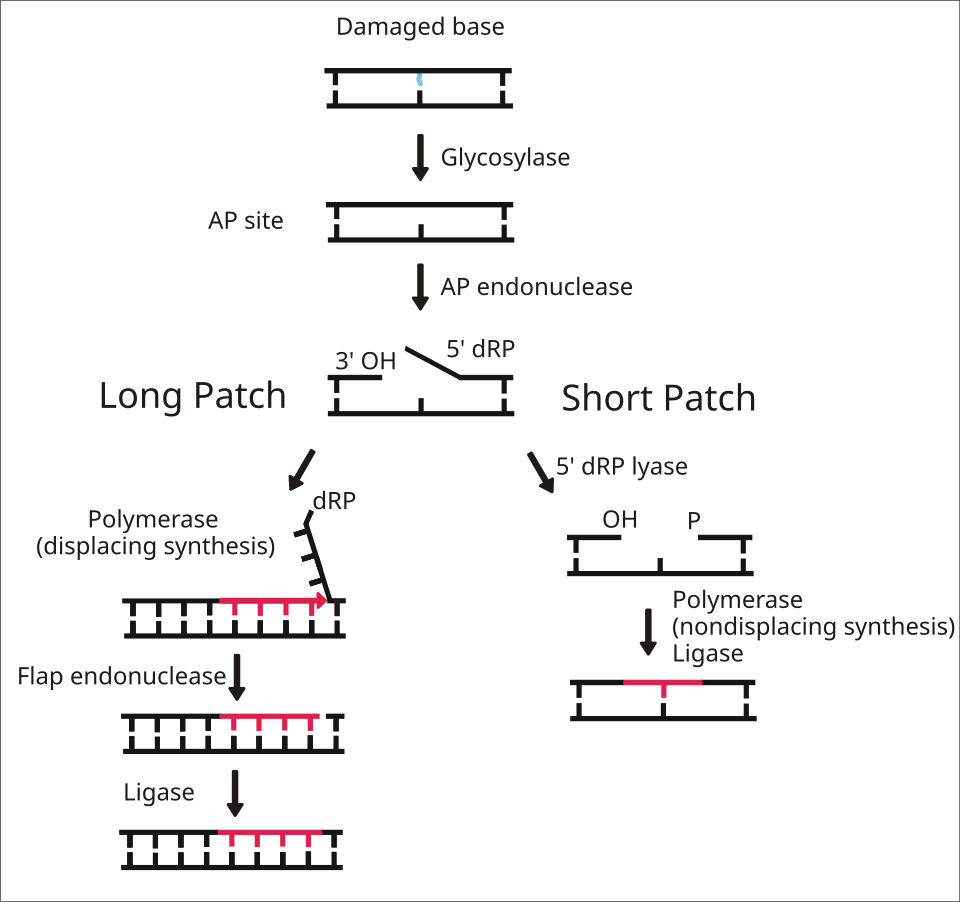 Damaged base
Glycosylase
AP site
AP endonuclease
3' OH
5' dRP
Long Patch
Short Patch
5' dRP lyase
dRP
Polymerase
(displacing synthesis)
OH
P
Polymerase
(nondisplacing synthesis)
Ligase
Flap endonuclease
Ligase